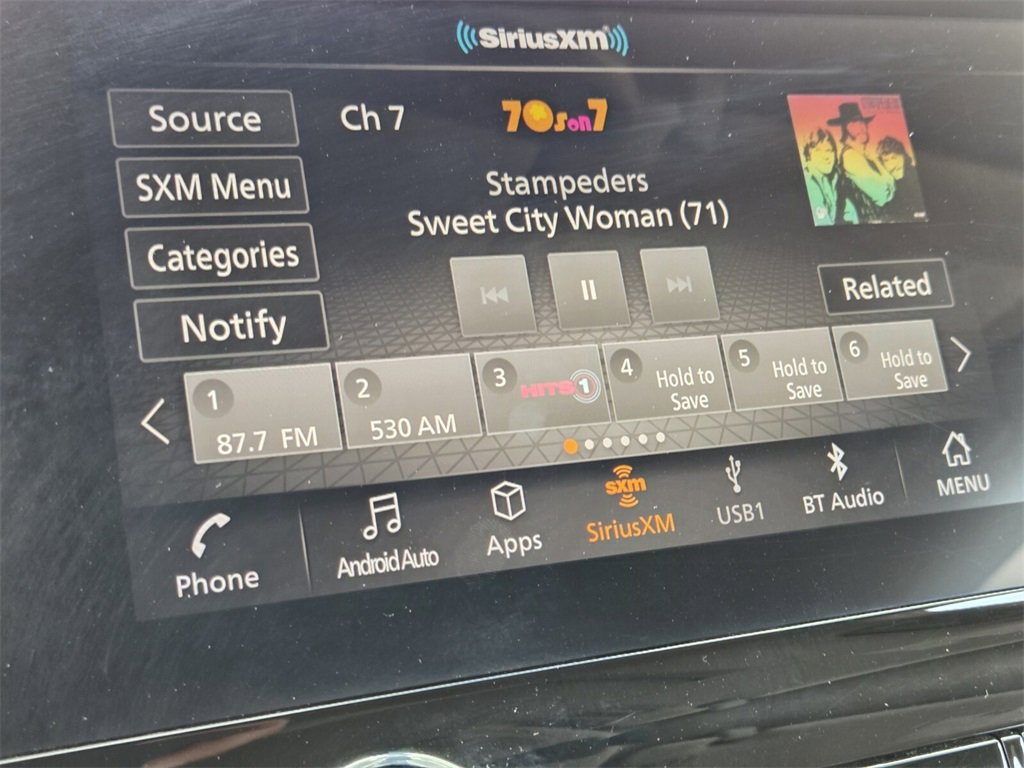 SiriusXM
Source
Ch 7
70s on 7
SXM Menu
Stampeders
Sweet City Woman (71)
Categories
Notify
Related
1
87.7 FM
2
530 AM
3
HITS 1
4
Hold to
Save
5
Hold to
Save
6
Hold to
Save
Phone
Android Auto
Apps
sxm
SiriusXM
USB1
BT Audio
MENU